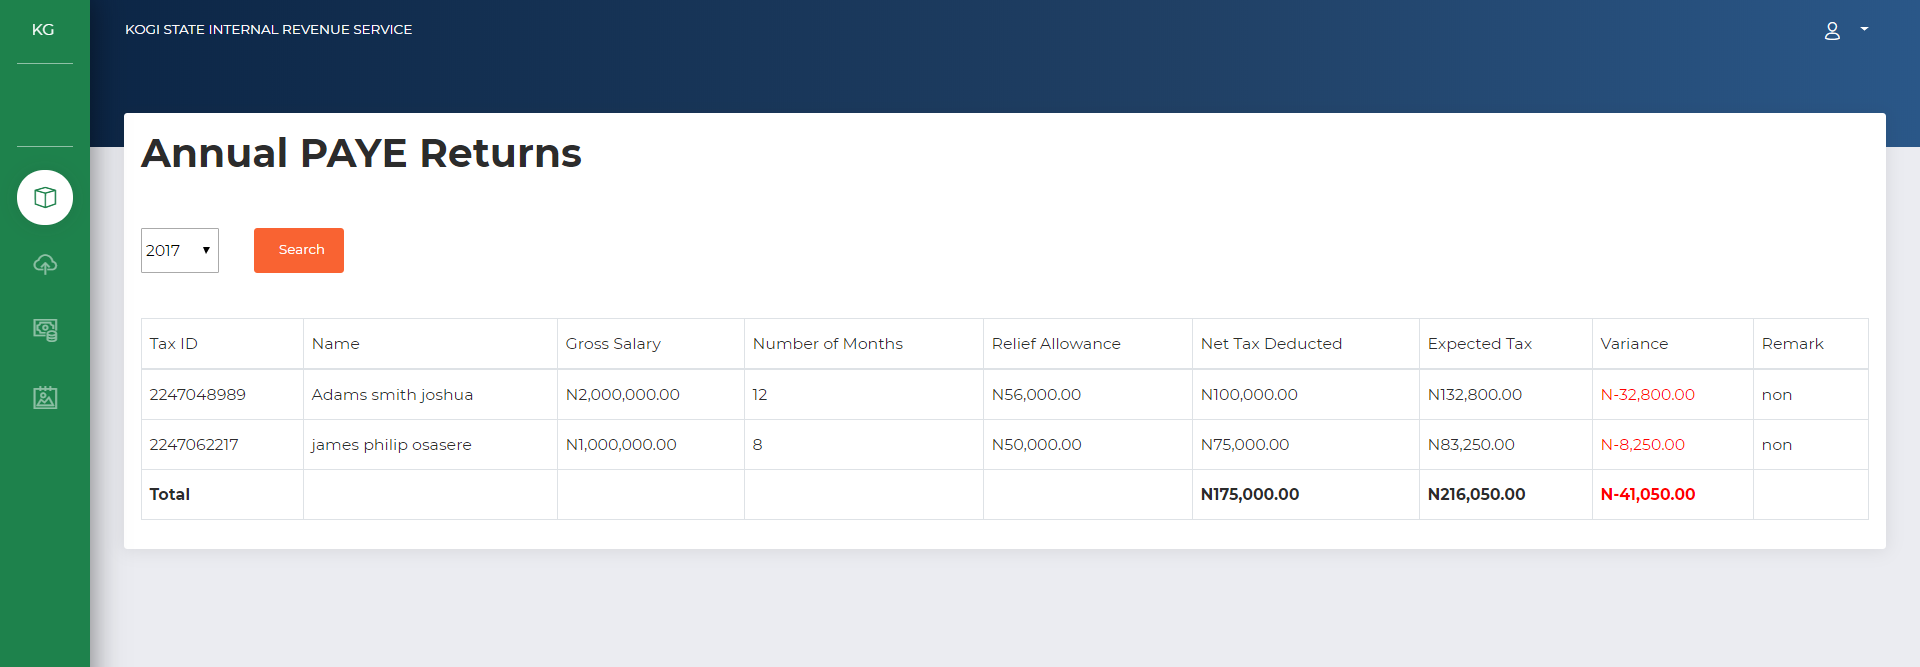 KG
KOGI STATE INTERNAL REVENUE SERVICE
Annual PAYE Returns
2017
Search
Tax ID Name Gross Salary Number of Months Relief Allowance Net Tax Deducted Expected Tax Variance Remark
2247048989 Adams smith joshua N2,000,000.00 12 N56,000.00 N100,000.00 N132,800.00 N-32,800.00 non
2247062217 james philip osasere N1,000,000.00 8 N50,000.00 N75,000.00 N83,250.00 N-8,250.00 non
Total N175,000.00 N216,050.00 N-41,050.00